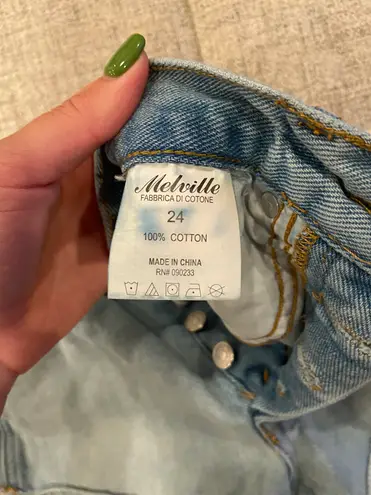 Melville
FABBRICA DI COTONE
24
100% COTTON
MADE IN CHINA
RN# 090233